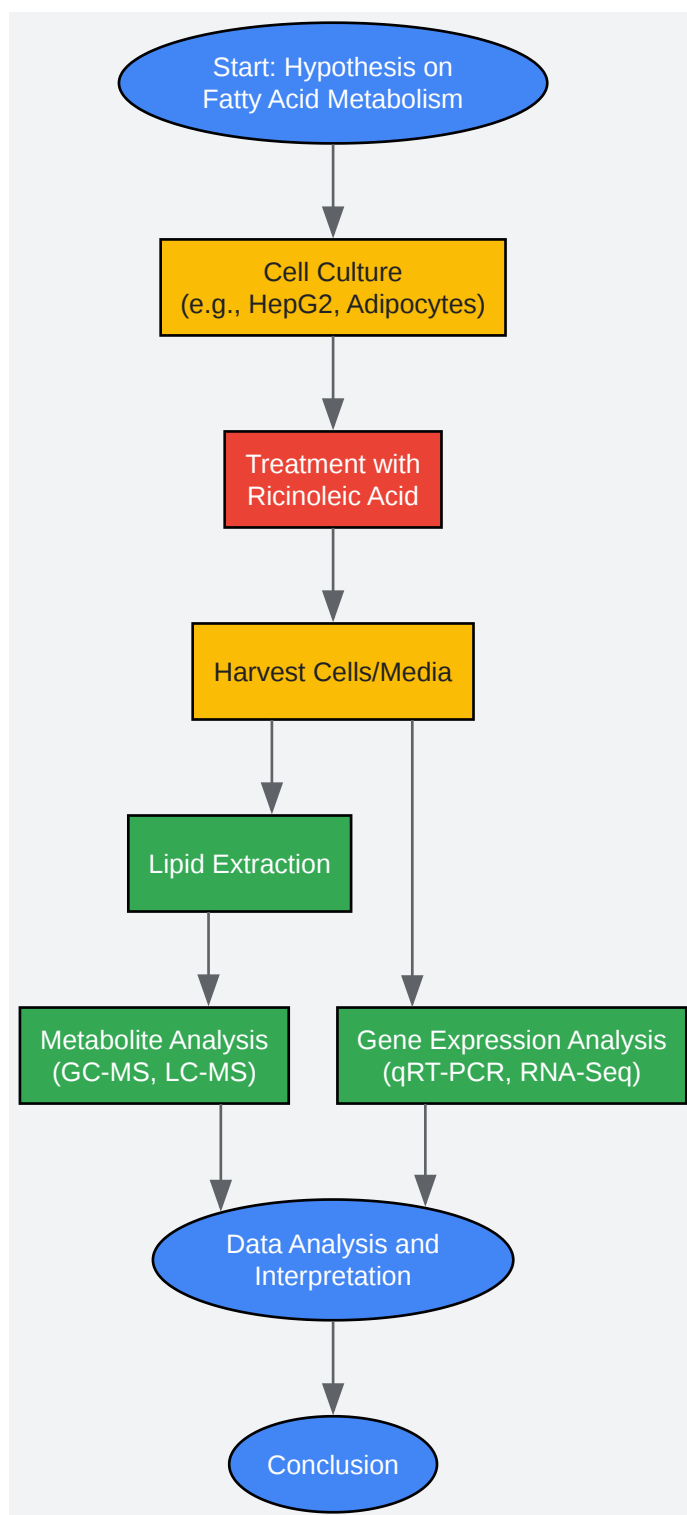 Start: Hypothesis on
Fatty Acid Metabolism
Cell Culture
(e.g., HepG2, Adipocytes)
Treatment with
Ricinoleic Acid
Harvest Cells/Media
Lipid Extraction
Metabolite Analysis
(GC-MS, LC-MS)
Gene Expression Analysis
(qRT-PCR, RNA-Seq)
Data Analysis and
Interpretation
Conclusion